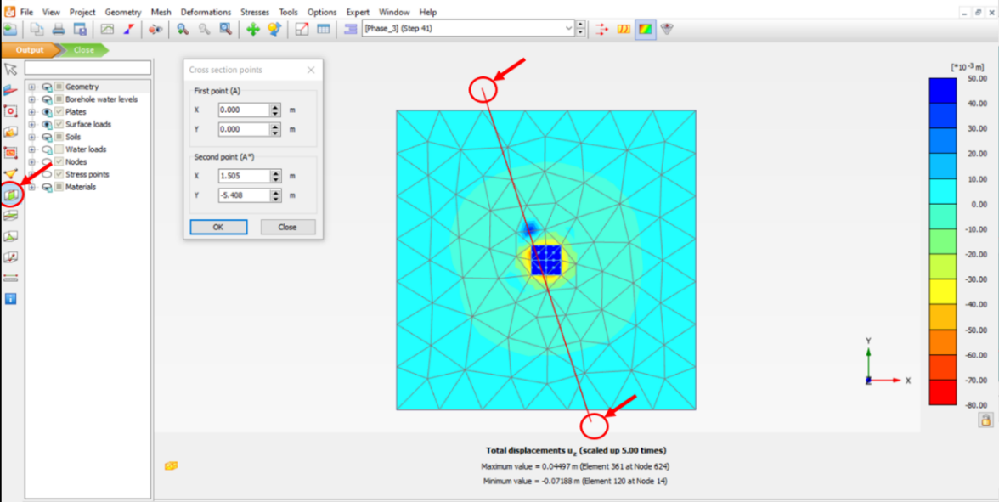 File View Project Geometry Mesh Deformations Stresses Tools Options Expert Window Help
[Phase_3] (Step 41)
Output Close
Geometry
Borehole water levels
Plates
Surface loads
Soils
Water loads
Nodes
Stress points
Materials
Cross section points
First point (A)
X 0.000 m
Y 0.000 m
Second point (A*)
X 1.505 m
Y -5.408 m
OK Close
[*10⁻³ m]
50.00
40.00
30.00
20.00
10.00
0.00
-10.00
-20.00
-30.00
-40.00
-50.00
-60.00
-70.00
-80.00
Y
X
Total displacements u_z (scaled up 5.00 times)
Maximum value = 0.04497 m (Element 361 at Node 624)
Minimum value = -0.07188 m (Element 120 at Node 14)